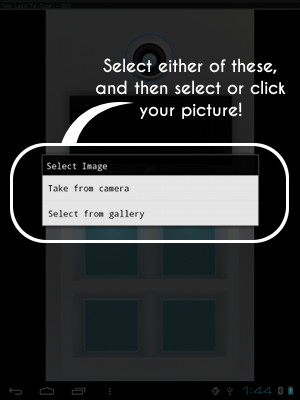 Select either of these,
and then select or click
your picture!
Select Image
Take from camera
Select from gallery
1:44